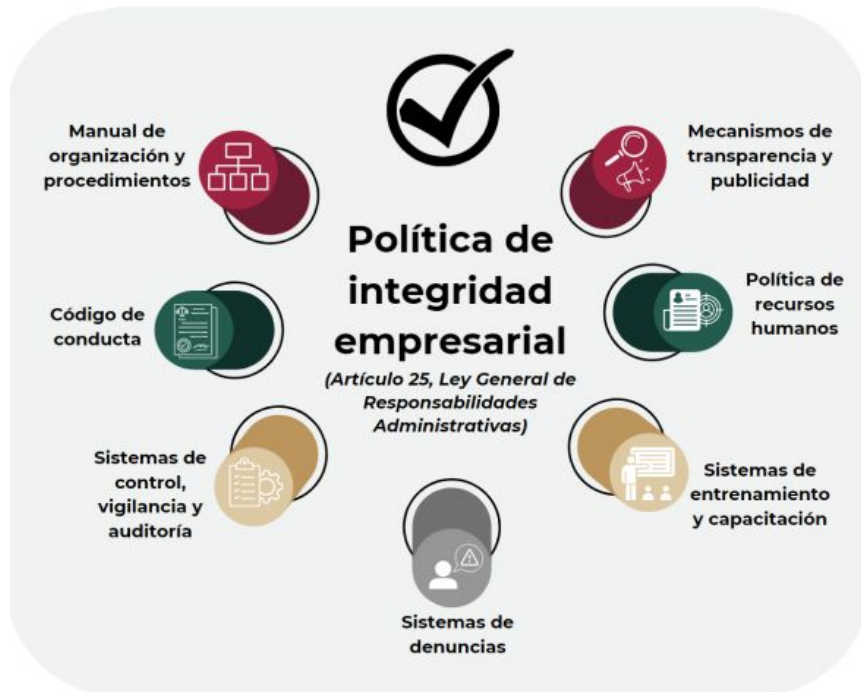 Manual de
organización y
procedimientos
Mecanismos de
transparencia y
publicidad
Política de
integridad
empresarial
(Artículo 25, Ley General de
Responsabilidades
Administrativas)
Código de
conducta
Política de
recursos
humanos
Sistemas de
control,
vigilancia y
auditoría
Sistemas de
entrenamiento
y capacitación
Sistemas de
denuncias